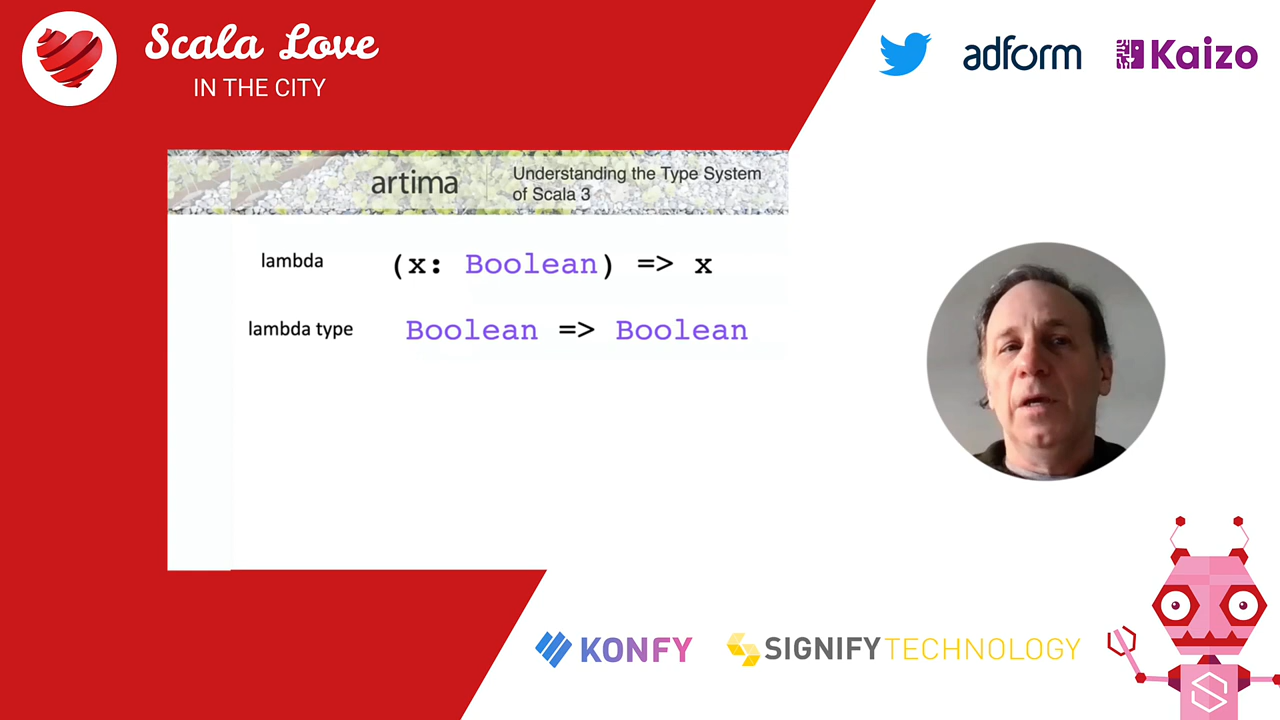 Scala Love
IN THE CITY
adform
Kaizo
artima
Understanding the Type System
of Scala 3
lambda
(x: Boolean) => x
lambda type
Boolean => Boolean
KONFY
SIGNIFYTECHNOLOGY
S